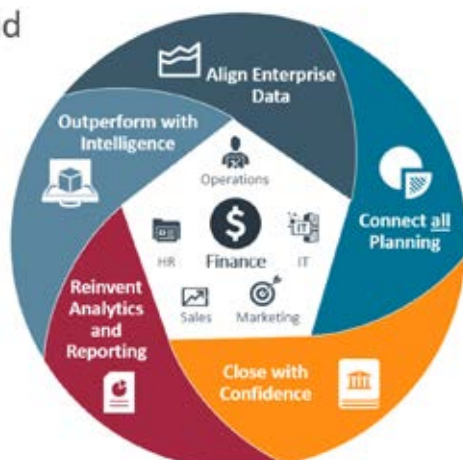 Align Enterprise
Data
Outperform with
Intelligence
Operations
Connect all
Planning
HR
Finance
IT
IT
Sales
Marketing
Reinvent
Analytics
and
Reporting
Close with
Confidence